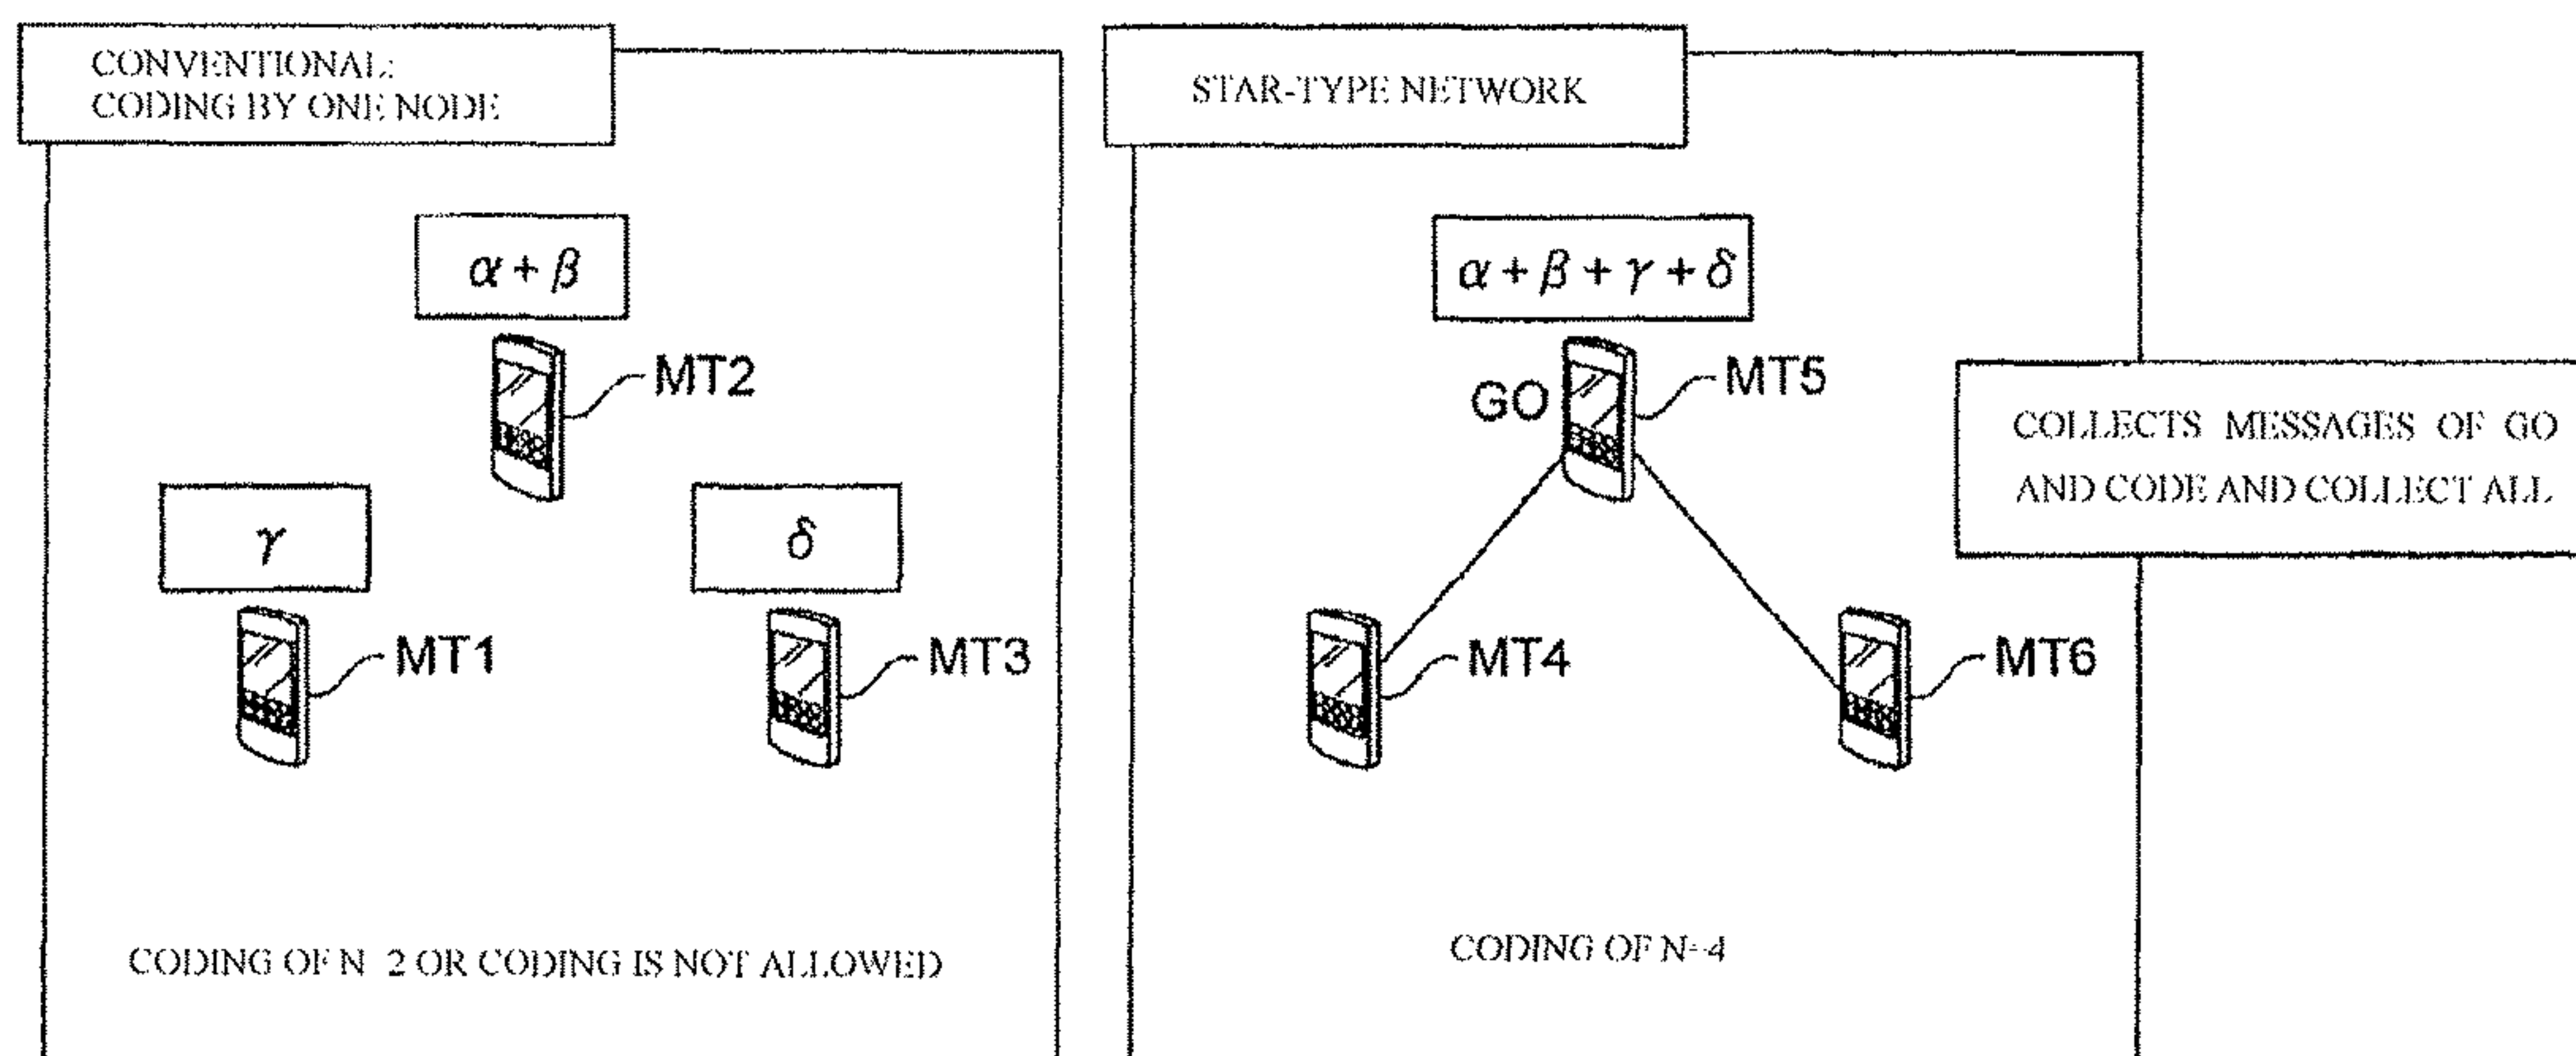 CONVENTIONAL:
CODING BY ONE NODE
α + β
MT2
γ
δ
MT1
MT3
CODING OF N=2 OR CODING IS NOT ALLOWED
STAR-TYPE NETWORK
α + β + γ + δ
GO
MT5
MT4
MT6
CODING OF N=4
COLLECTS MESSAGES OF GO
AND CODE AND COLLECT ALL